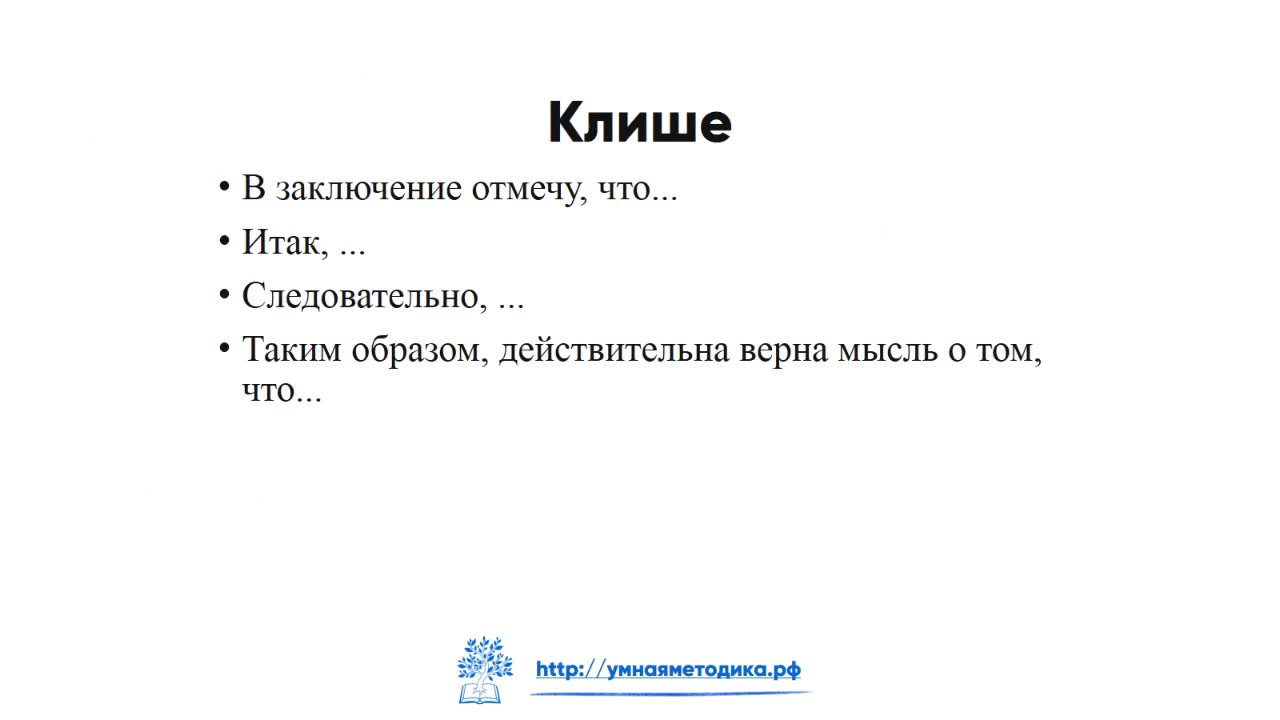 Клише
• В заключение отмечу, что...
• Итак, ...
• Следовательно, ...
• Таким образом, действительна верна мысль о том,
что...
http://умнаяметодика.рф